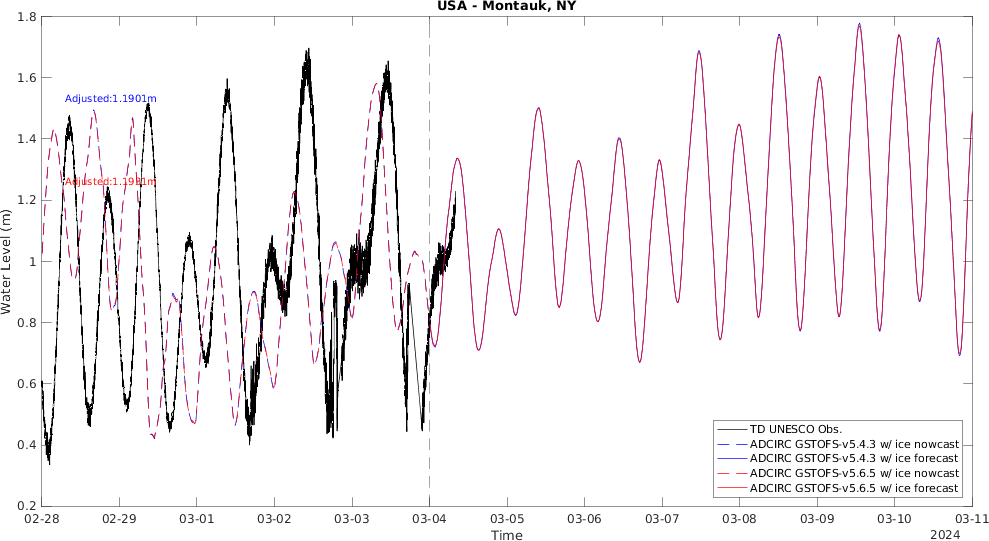 USA - Montauk, NY
1.8
1.6
1.4
1.2
1
0.8
0.6
0.4
0.2
Water Level (m)
Adjusted:1.1901m
Adjusted:1.1921m
TD UNESCO Obs.
ADCIRC GSTOFS-v5.4.3 w/ ice nowcast
ADCIRC GSTOFS-v5.4.3 w/ ice forecast
ADCIRC GSTOFS-v5.6.5 w/ ice nowcast
ADCIRC GSTOFS-v5.6.5 w/ ice forecast
02-28 02-29 03-01 03-02 03-03 03-04 03-05 03-06 03-07 03-08 03-09 03-10 03-11
Time
2024